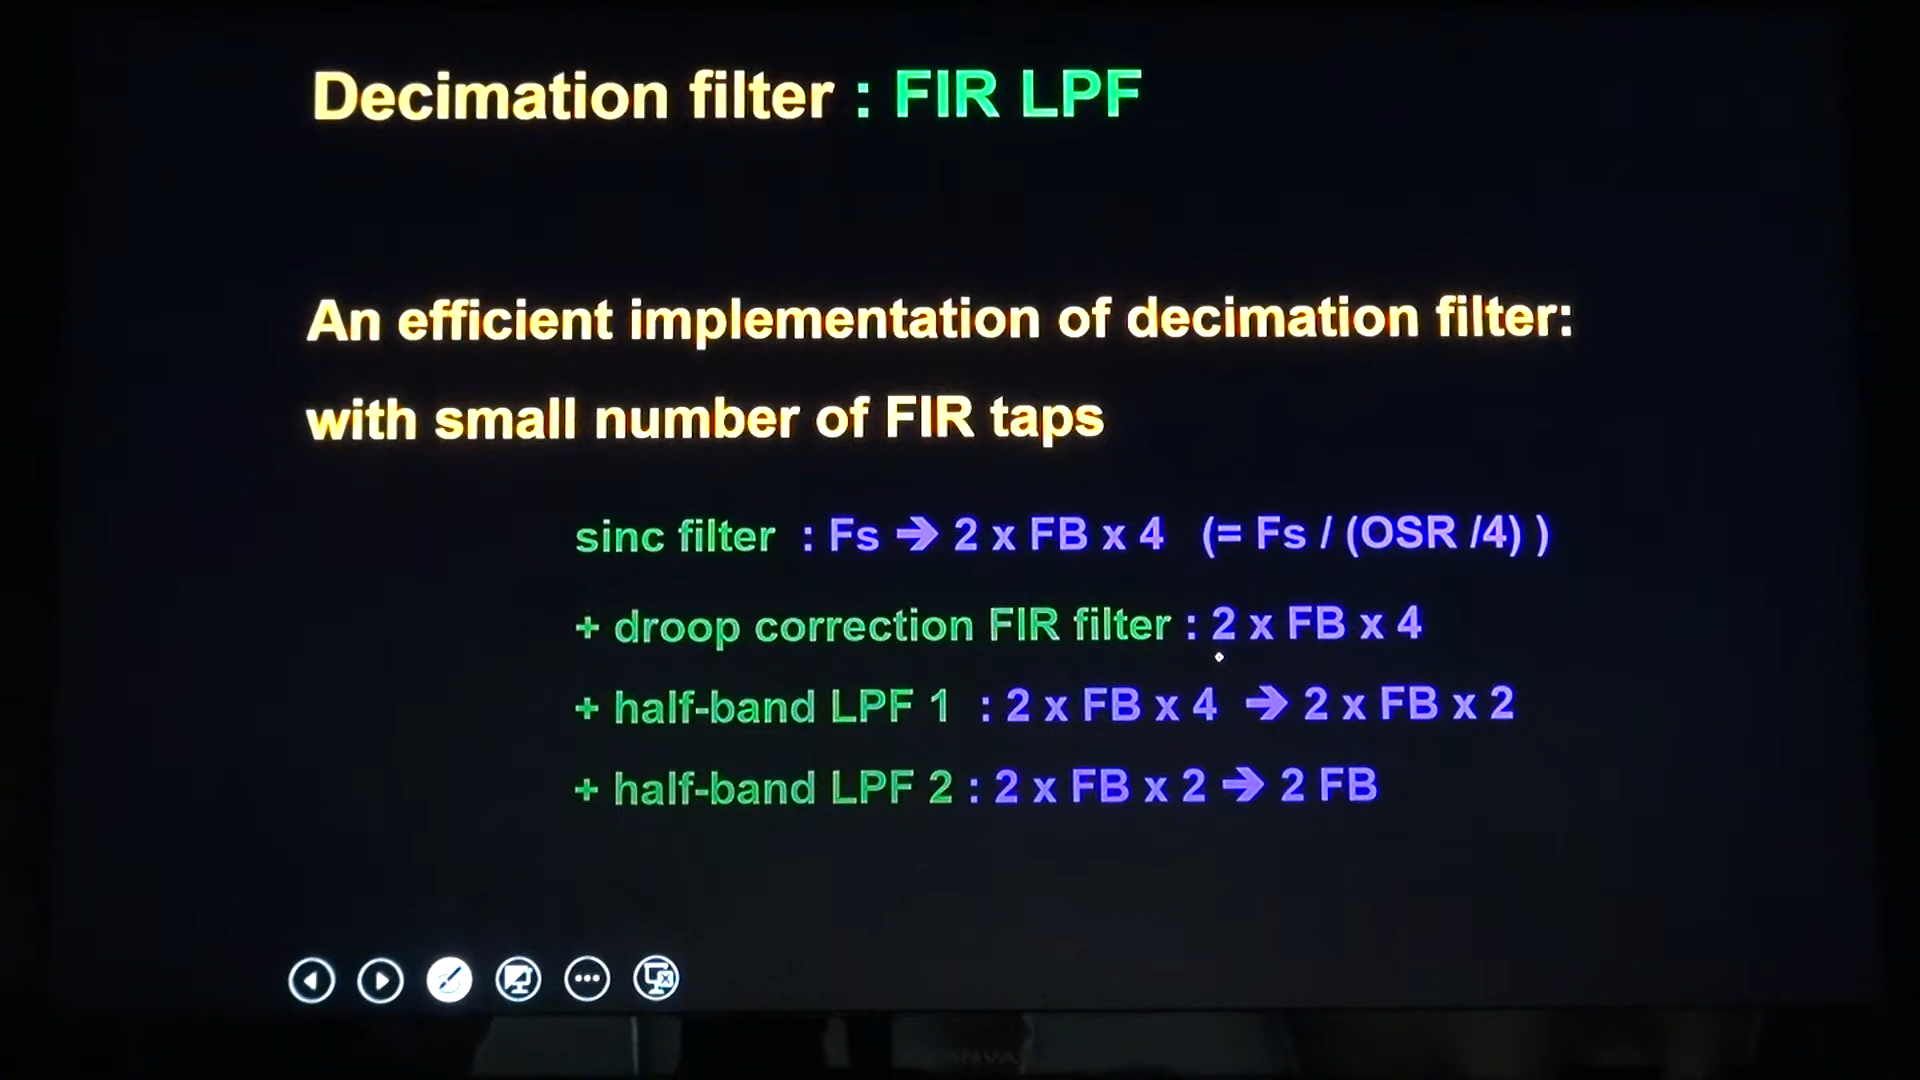 Decimation filter : FIR LPF
An efficient implementation of decimation filter:
with small number of FIR taps
sinc filter : Fs ➔ 2 x FB x 4 (= Fs / (OSR /4) )
+ droop correction FIR filter : 2 x FB x 4
+ half-band LPF 1 : 2 x FB x 4 ➔ 2 x FB x 2
+ half-band LPF 2 : 2 x FB x 2 ➔ 2 FB